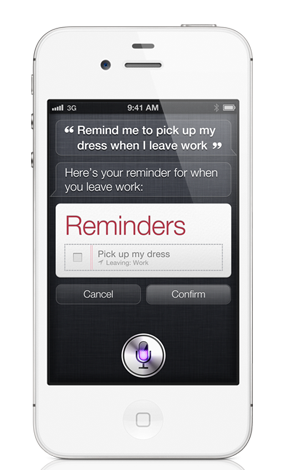 3G 9:41 AM
“ Remind me to pick up my
dress when I leave work ”
Here's your reminder for when
you leave work:
Reminders
Pick up my dress
Leaving: Work
Cancel Confirm